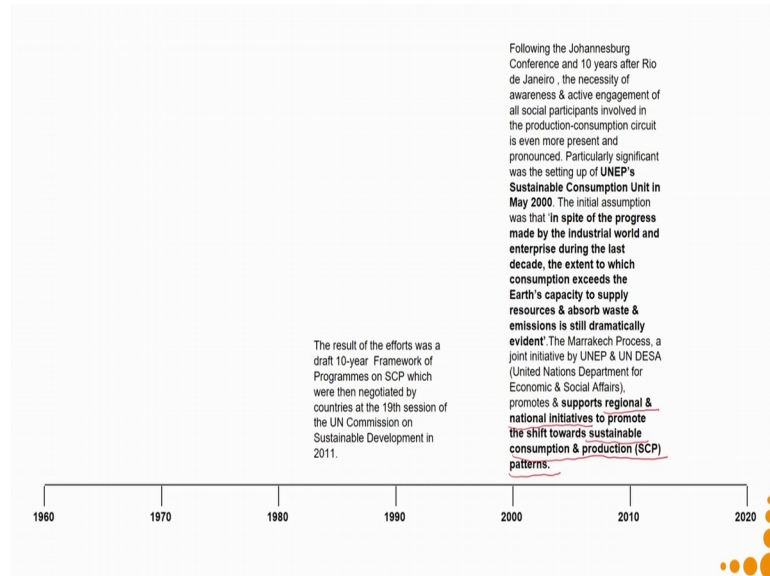 Following the Johannesburg
Conference and 10 years after Rio
de Janeiro , the necessity of
awareness & active engagement of
all social participants involved in
the production-consumption circuit
is even more present and
pronounced. Particularly significant
was the setting up of UNEP's
Sustainable Consumption Unit in
May 2000. The initial assumption
was that 'in spite of the progress
made by the industrial world and
enterprise during the last
decade, the extent to which
consumption exceeds the
Earth's capacity to supply
resources & absorb waste &
emissions is still dramatically
evident'.The Marrakech Process, a
joint initiative by UNEP & UN DESA
(United Nations Department for
Economic & Social Affairs),
promotes & supports regional &
national initiatives to promote
the shift towards sustainable
consumption & production (SCP)
patterns.
The result of the efforts was a
draft 10-year Framework of
Programmes on SCP which
were then negotiated by
countries at the 19th session of
the UN Commission on
Sustainable Development in
2011.
1960 1970 1980 1990 2000 2010 2020